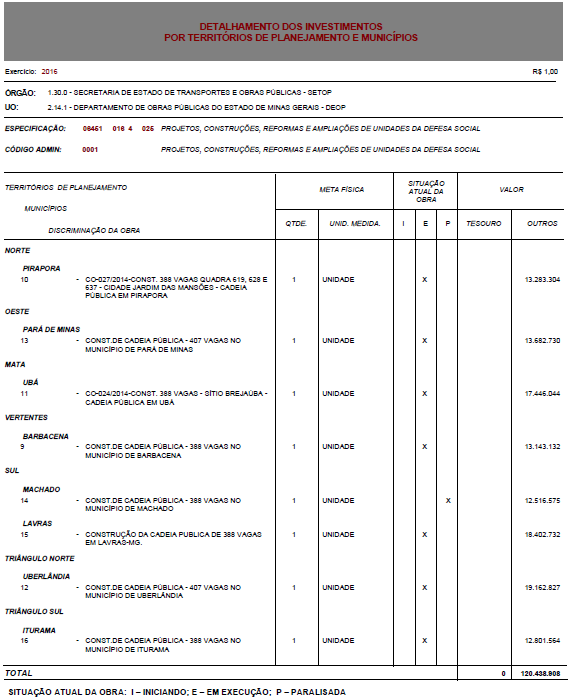 DETALHAMENTO DOS INVESTIMENTOS
POR TERRITÓRIOS DE PLANEJAMENTO E MUNICÍPIOS
Exercício: 2016 R$ 1,00
ÓRGÃO: 1.30.0 - SECRETARIA DE ESTADO DE TRANSPORTES E OBRAS PÚBLICAS - SETOP
UO: 2.14.1 - DEPARTAMENTO DE OBRAS PÚBLICAS DO ESTADO DE MINAS GERAIS - DEOP
ESPECIFICAÇÃO: 06451 016 4 025 PROJETOS, CONSTRUÇÕES, REFORMAS E AMPLIAÇÕES DE UNIDADES DA DEFESA SOCIAL
CÓDIGO ADMIN: 0001 PROJETOS, CONSTRUÇÕES, REFORMAS E AMPLIAÇÕES DE UNIDADES DA DEFESA SOCIAL
TERRITÓRIOS DE PLANEJAMENTO
MUNICÍPIOS
DISCRIMINAÇÃO DA OBRA
META FÍSICA
SITUAÇÃO
ATUAL DA
OBRA
VALOR
QTDE. UNID. MEDIDA. I E P TESOURO OUTROS
NORTE
PIRAPORA
10 - CO-027/2014-CONST. 388 VAGAS QUADRA 619, 628 E 1 UNIDADE X 13.283.304
637 - CIDADE JARDIM DAS MANSÕES - CADEIA
PÚBLICA EM PIRAPORA
OESTE
PARÁ DE MINAS
13 - CONST.DE CADEIA PÚBLICA - 407 VAGAS NO 1 UNIDADE X 13.682.730
MUNICÍPIO DE PARÁ DE MINAS
MATA
UBÁ
11 - CO-024/2014-CONST. 388 VAGAS - SÍTIO BREJAÚBA - 1 UNIDADE X 17.446.044
CADEIA PÚBLICA EM UBÁ
VERTENTES
BARBACENA
9 - CONST.DE CADEIA PÚBLICA - 388 VAGAS NO 1 UNIDADE X 13.143.132
MUNICÍPIO DE BARBACENA
SUL
MACHADO
14 - CONST.DE CADEIA PÚBLICA - 388 VAGAS NO 1 UNIDADE X 12.516.575
MUNICÍPIO DE MACHADO
LAVRAS
15 - CONSTRUÇÃO DA CADEIA PUBLICA DE 388 VAGAS 1 UNIDADE X 18.402.732
EM LAVRAS-MG.
TRIÂNGULO NORTE
UBERLÂNDIA
12 - CONST.DE CADEIA PÚBLICA - 407 VAGAS NO 1 UNIDADE X 19.162.827
MUNICÍPIO DE UBERLÂNDIA
TRIÂNGULO SUL
ITURAMA
16 - CONST.DE CADEIA PÚBLICA - 388 VAGAS NO 1 UNIDADE X 12.801.564
MUNICÍPIO DE ITURAMA
TOTAL 0 120.438.908
SITUAÇÃO ATUAL DA OBRA: I – INICIANDO; E – EM EXECUÇÃO; P – PARALISADA